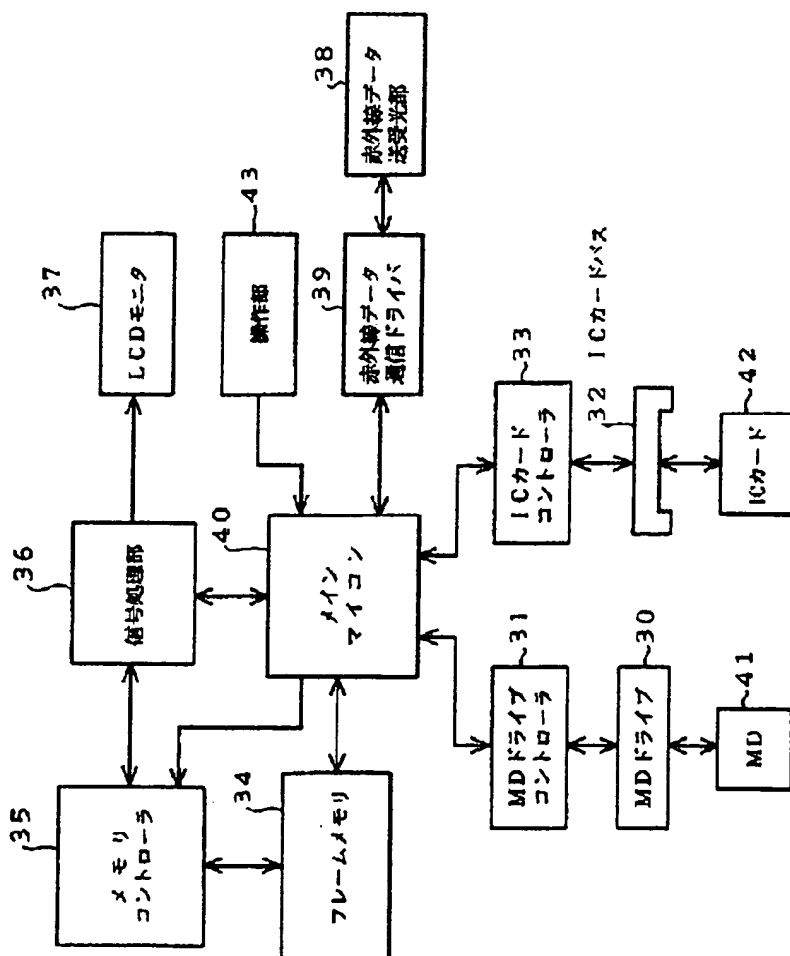 35
メモリ
コントローラ
36
信号処理部
37
LCDモニタ
34
フレームメモリ
40
メイン
マイコン
43
操作部
39
赤外線データ
通信ドライバ
38
赤外線データ
送受光部
31
MDドライブ
コントローラ
33
ICカード
コントローラ
30
MDドライブ
32
ICカードバス
41
MD
42
ICカード